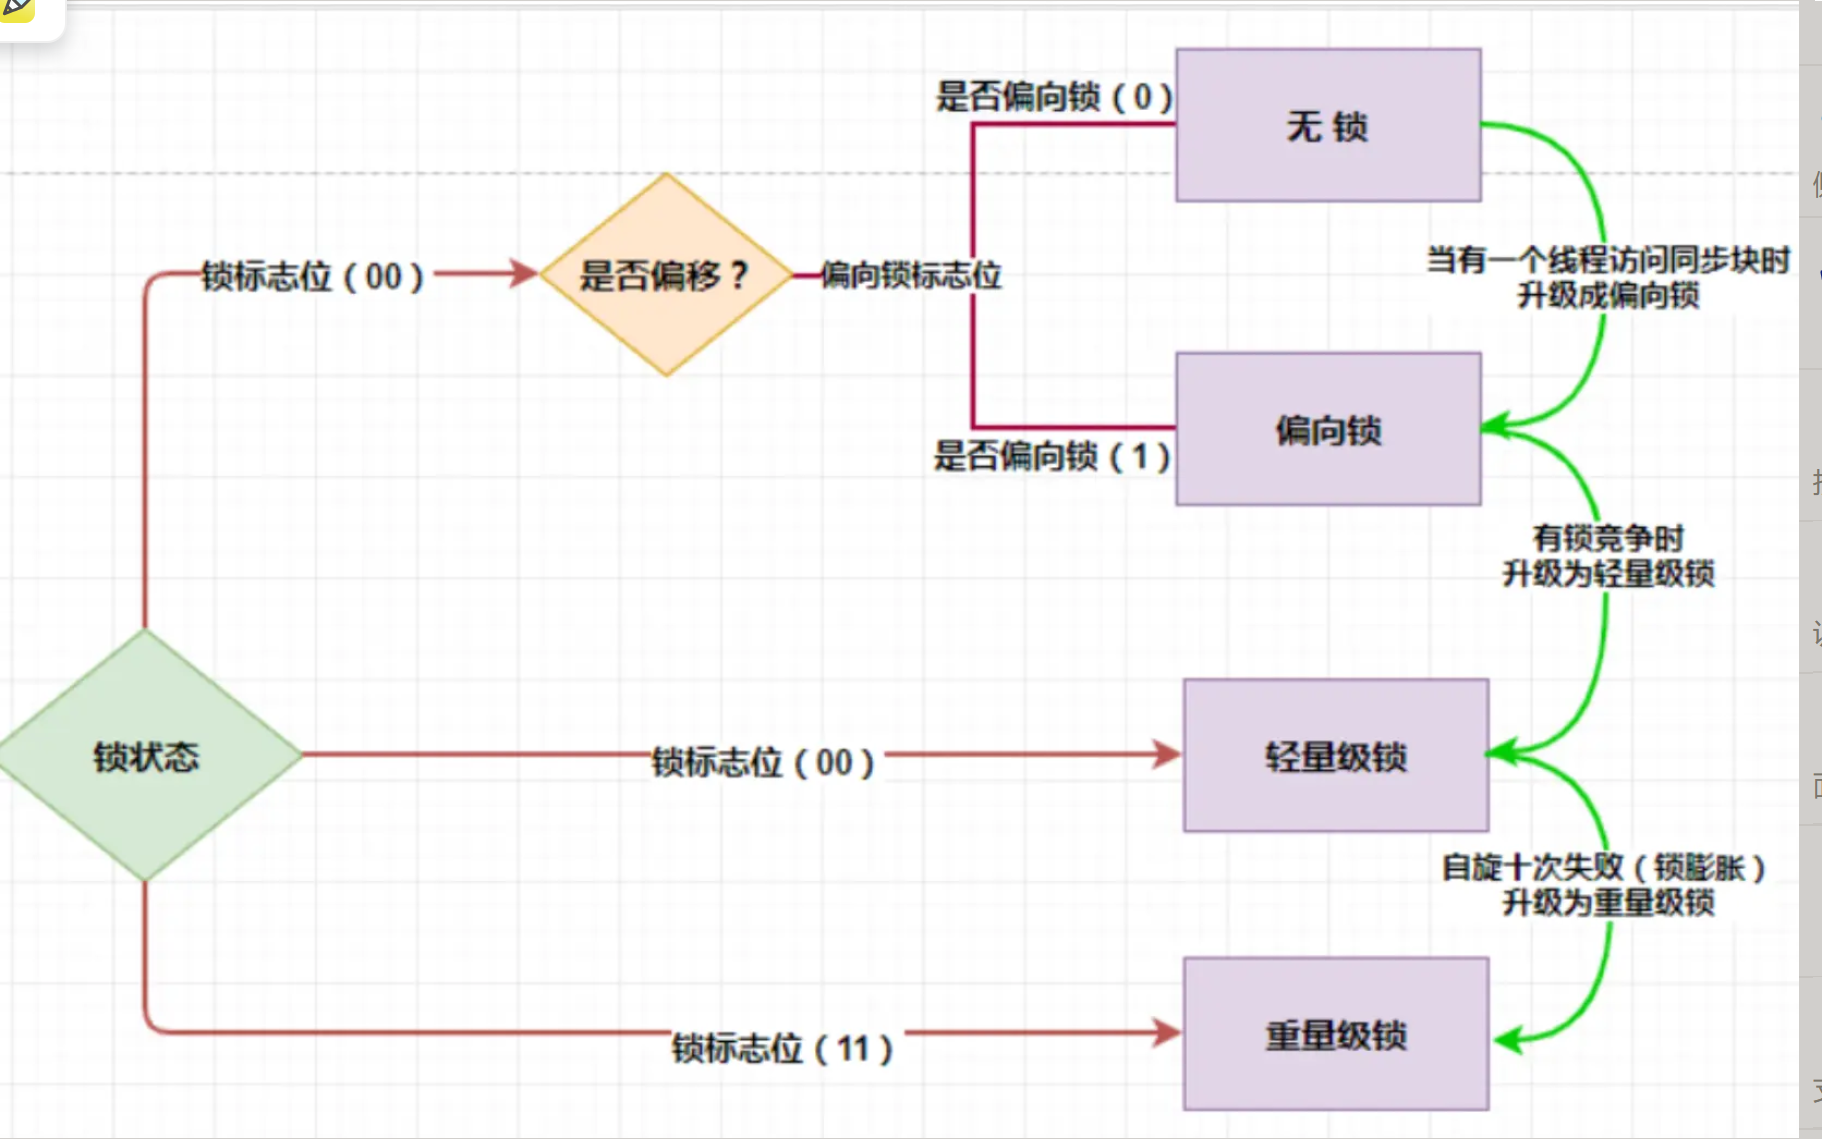 是否偏向锁（0）
无 锁
当有一个线程访问同步块时
升级成偏向锁
锁标志位（00）
是否偏移？
偏向锁标志位
偏向锁
是否偏向锁（1）
有锁竞争时
升级为轻量级锁
锁状态
锁标志位（00）
轻量级锁
自旋十次失败（锁膨胀）
升级为重量级锁
锁标志位（11）
重量级锁